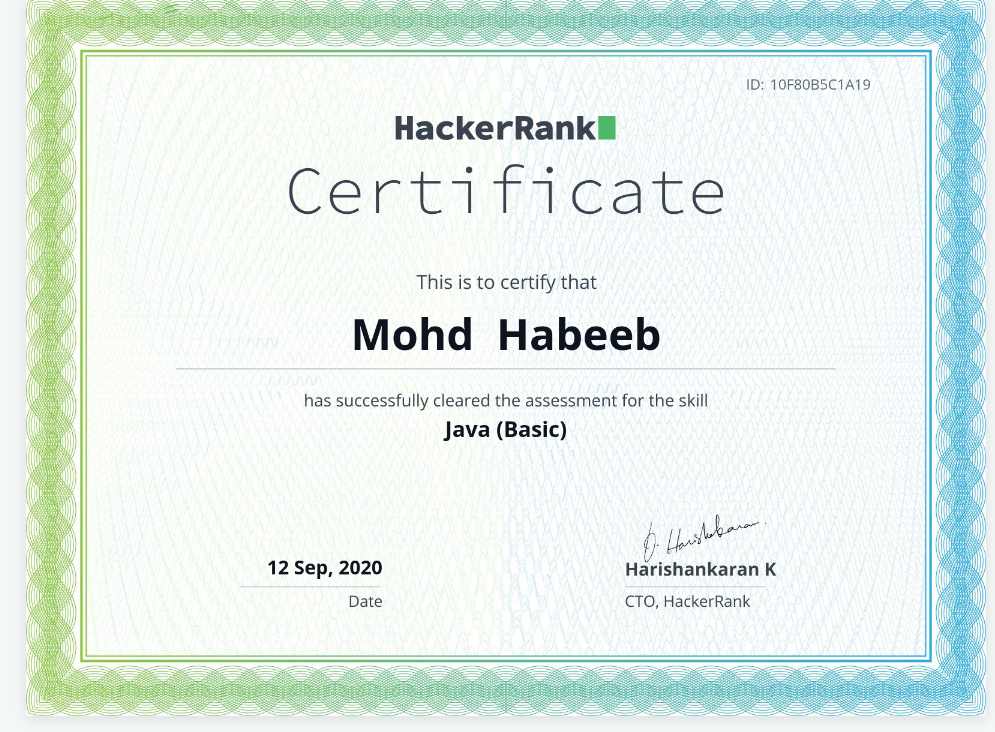 ID: 10F80B5C1A19
HackerRank
Certificate
This is to certify that
Mohd Habeeb
has successfully cleared the assessment for the skill
Java (Basic)
12 Sep, 2020
Date
Harishankaran K
CTO, HackerRank